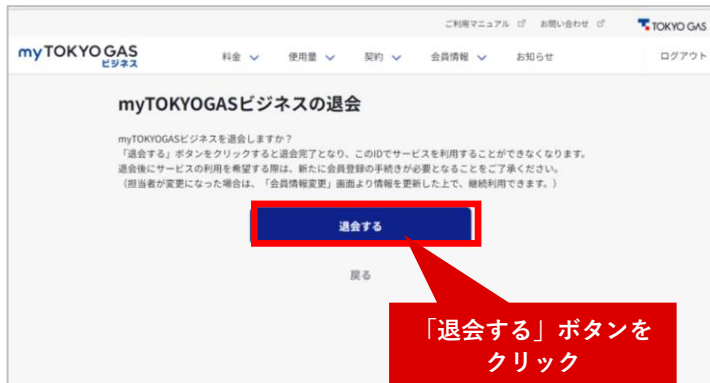 ご利用マニュアル お問い合わせ TOKYO GAS
myTOKYOGAS
ビジネス
料金 使用量 契約 会員情報 お知らせ ログアウト
myTOKYOGASビジネスの退会
myTOKYOGASビジネスを退会しますか？
「退会する」ボタンをクリックすると退会完了となり、このIDでサービスを利用することができなくなります。
退会後にサービスの利用を希望する際は、新たに会員登録の手続きが必要となることをご了承ください。
（担当者が変更になった場合は、「会員情報変更」画面より情報を更新した上で、継続利用できます。）
退会する
戻る
「退会する」ボタンを
クリック